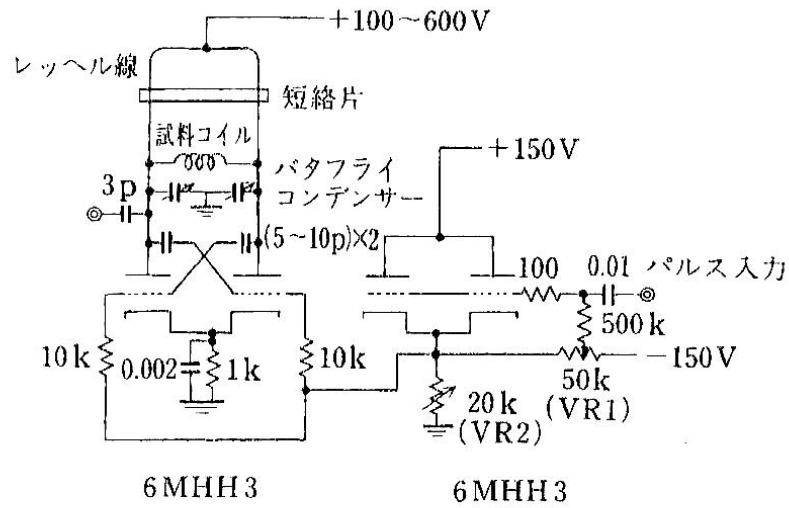 +100~600V
レッヘル線
短絡片
試料コイル
バタフライ
コンデンサー
3p
(5~10p)×2
+150V
100
0.01
パルス入力
500k
-150V
50k
(VR1)
20k
(VR2)
10k
0.002
1k
10k
6MHH3
6MHH3